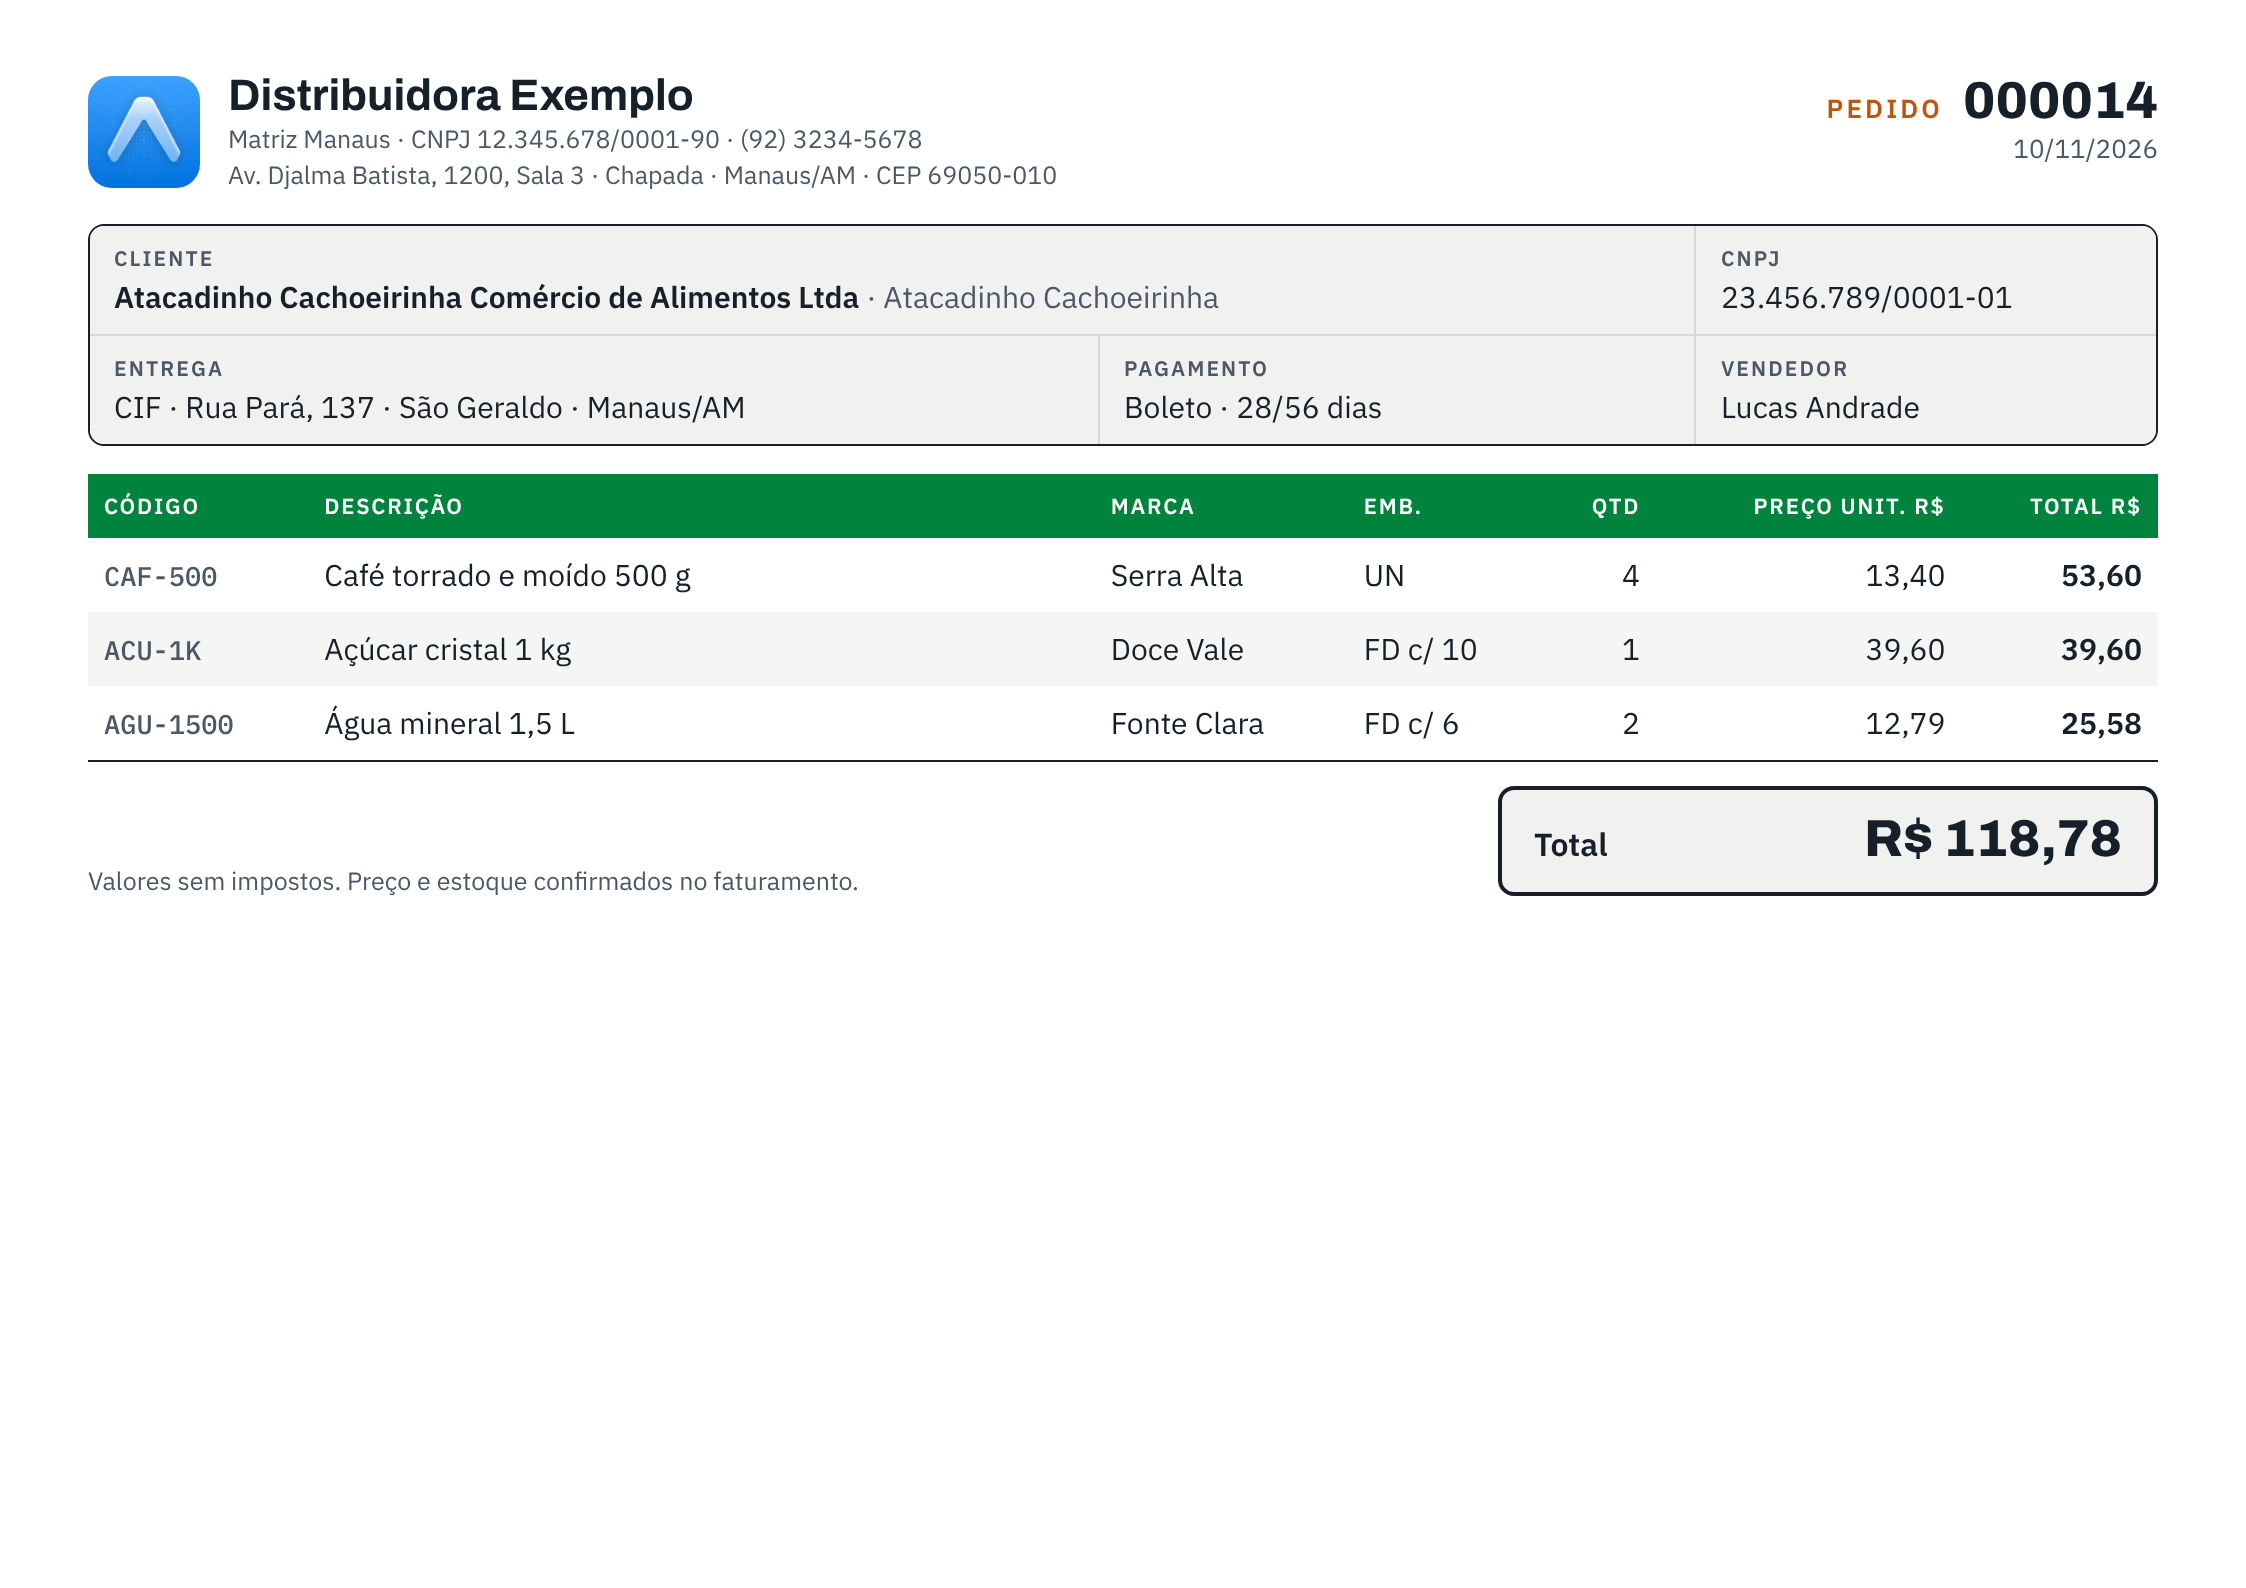 Distribuidora Exemplo
Matriz Manaus · CNPJ 12.345.678/0001-90 · (92) 3234-5678
Av. Djalma Batista, 1200, Sala 3 · Chapada · Manaus/AM · CEP 69050-010
PEDIDO 000014
10/11/2026
CLIENTE
Atacadinho Cachoeirinha Comércio de Alimentos Ltda · Atacadinho Cachoeirinha
CNPJ
23.456.789/0001-01
ENTREGA
CIF · Rua Pará, 137 · São Geraldo · Manaus/AM
PAGAMENTO
Boleto · 28/56 dias
VENDEDOR
Lucas Andrade
CÓDIGO DESCRIÇÃO MARCA EMB. QTD PREÇO UNIT. R$ TOTAL R$
CAF-500 Café torrado e moído 500 g Serra Alta UN 4 13,40 53,60
ACU-1K Açúcar cristal 1 kg Doce Vale FD c/ 10 1 39,60 39,60
AGU-1500 Água mineral 1,5 L Fonte Clara FD c/ 6 2 12,79 25,58
Total R$ 118,78
Valores sem impostos. Preço e estoque confirmados no faturamento.